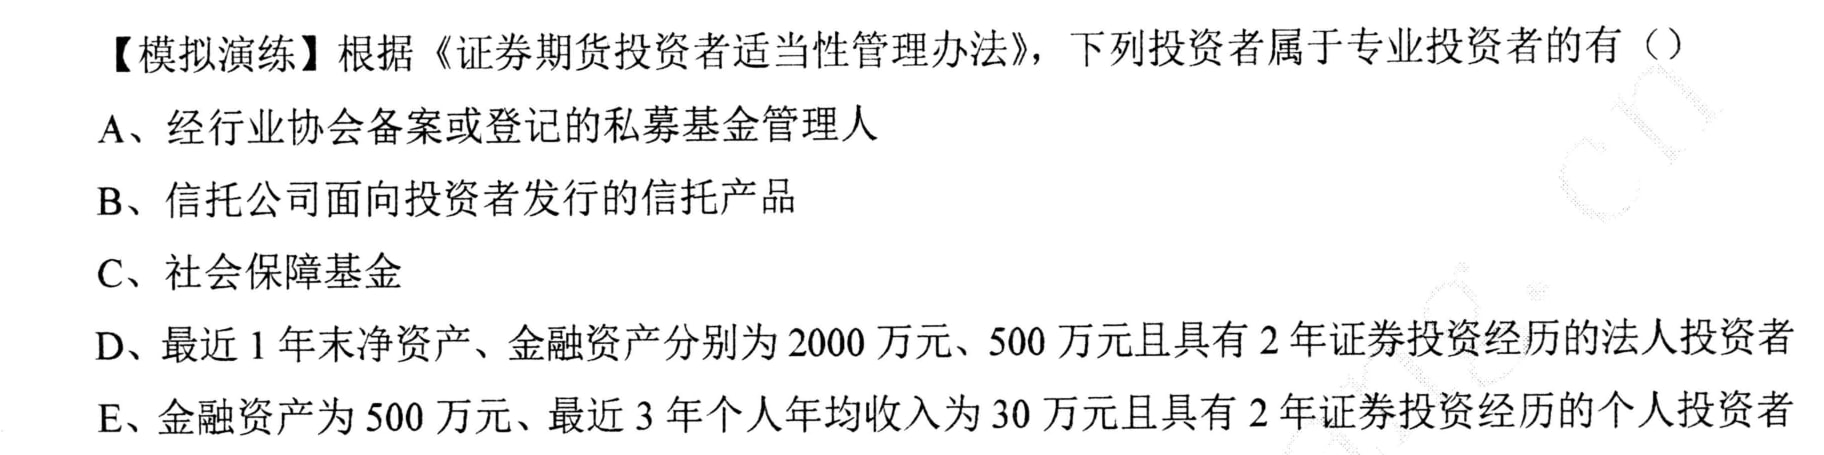 【模拟演练】根据《证券期货投资者适当性管理办法》，下列投资者属于专业投资者的有（）
A、经行业协会备案或登记的私募基金管理人
B、信托公司面向投资者发行的信托产品
C、社会保障基金
D、最近 1 年末净资产、金融资产分别为 2000 万元、500 万元且具有 2 年证券投资经历的法人投资者
E、金融资产为 500 万元、最近 3 年个人年均收入为 30 万元且具有 2 年证券投资经历的个人投资者